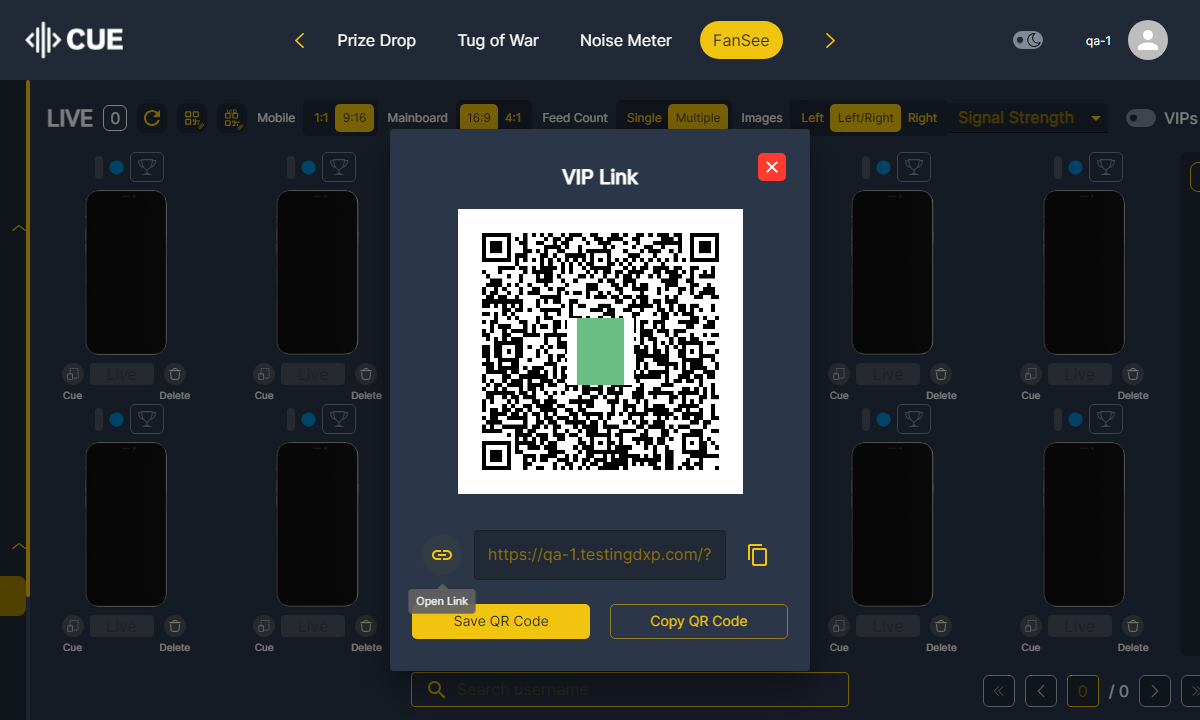 CUE
Prize Drop
Tug of War
Noise Meter
FanSee
qa-1
LIVE 0 Mobile 1:1 9:16 Mainboard 16:9 4:1 Feed Count Single Multiple Images Left Left/Right Right Signal Strength VIPs
VIP Link
Live Live Live Live
Cue Delete Cue Delete Cue Delete Cue Delete
https://qa-1.testingdxp.com/?
Open Link
Save QR Code Copy QR Code
Live Live Live Live
Cue Delete Cue Delete Cue Delete Cue Delete
Search username
0 / 0